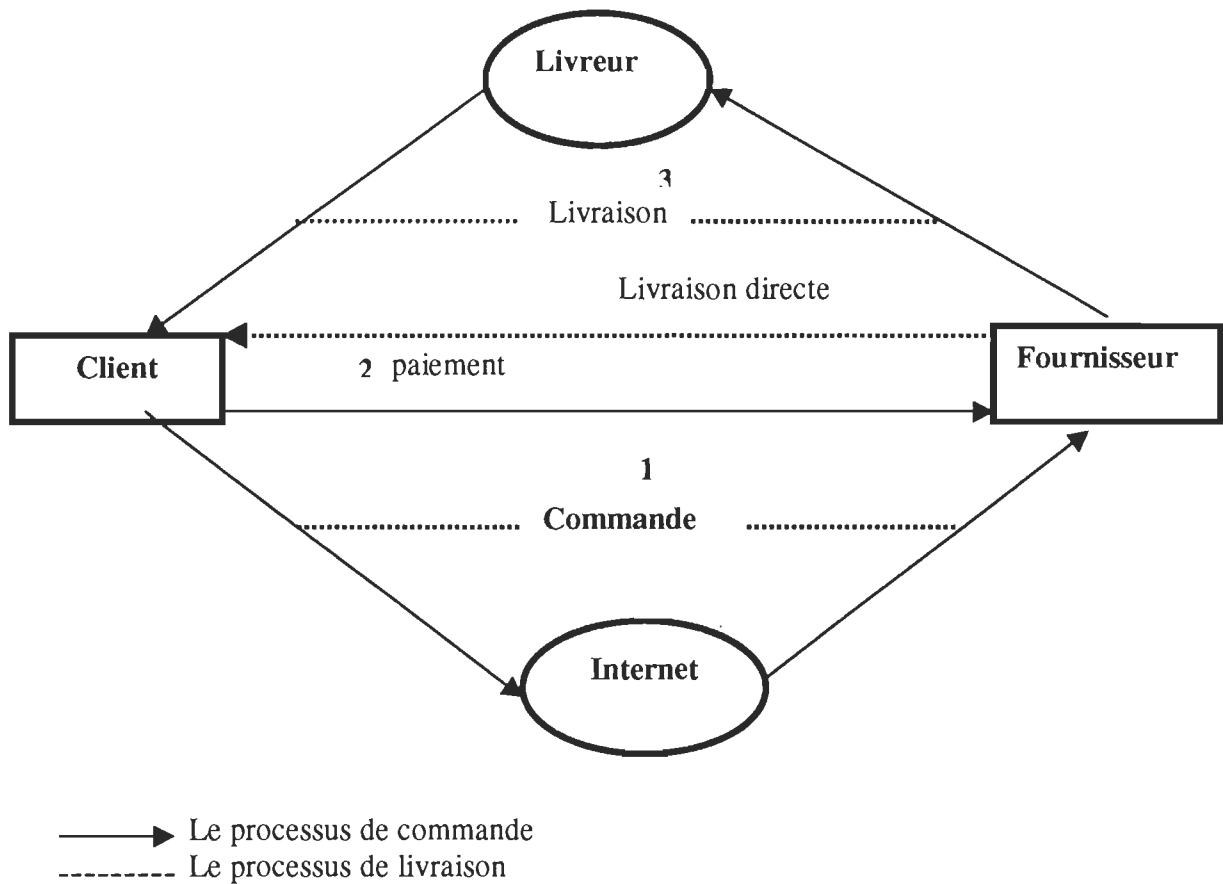 Livreur
3
Livraison
Livraison directe
Client
Fournisseur
2 paiement
1
Commande
Internet
Le processus de commande
Le processus de livraison